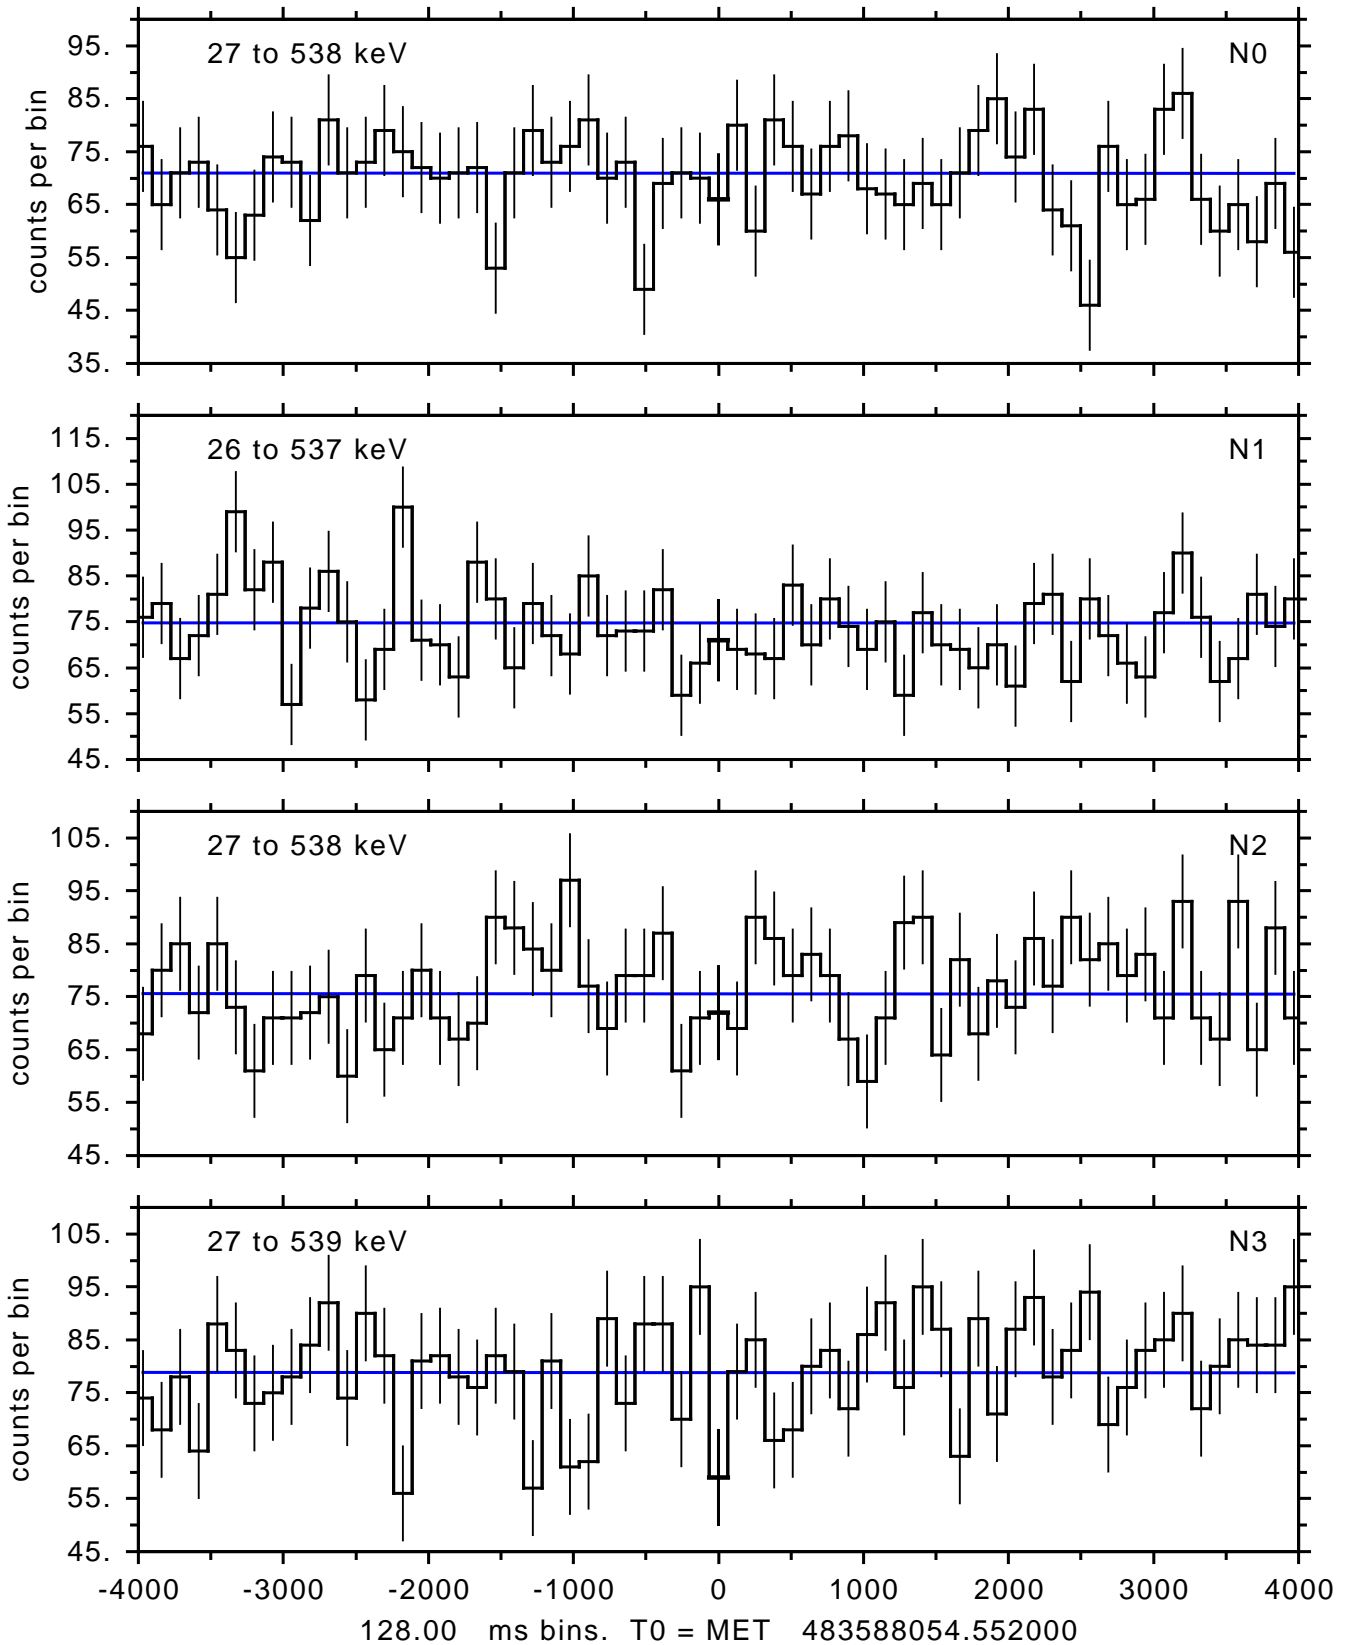 27 to 538 keV N0
95.
85.
75.
65.
55.
45.
35.
counts per bin
26 to 537 keV N1
115.
105.
95.
85.
75.
65.
55.
45.
counts per bin
27 to 538 keV N2
105.
95.
85.
75.
65.
55.
45.
counts per bin
27 to 539 keV N3
105.
95.
85.
75.
65.
55.
45.
counts per bin
-4000 -3000 -2000 -1000 0 1000 2000 3000 4000
128.00 ms bins. T0 = MET 483588054.552000